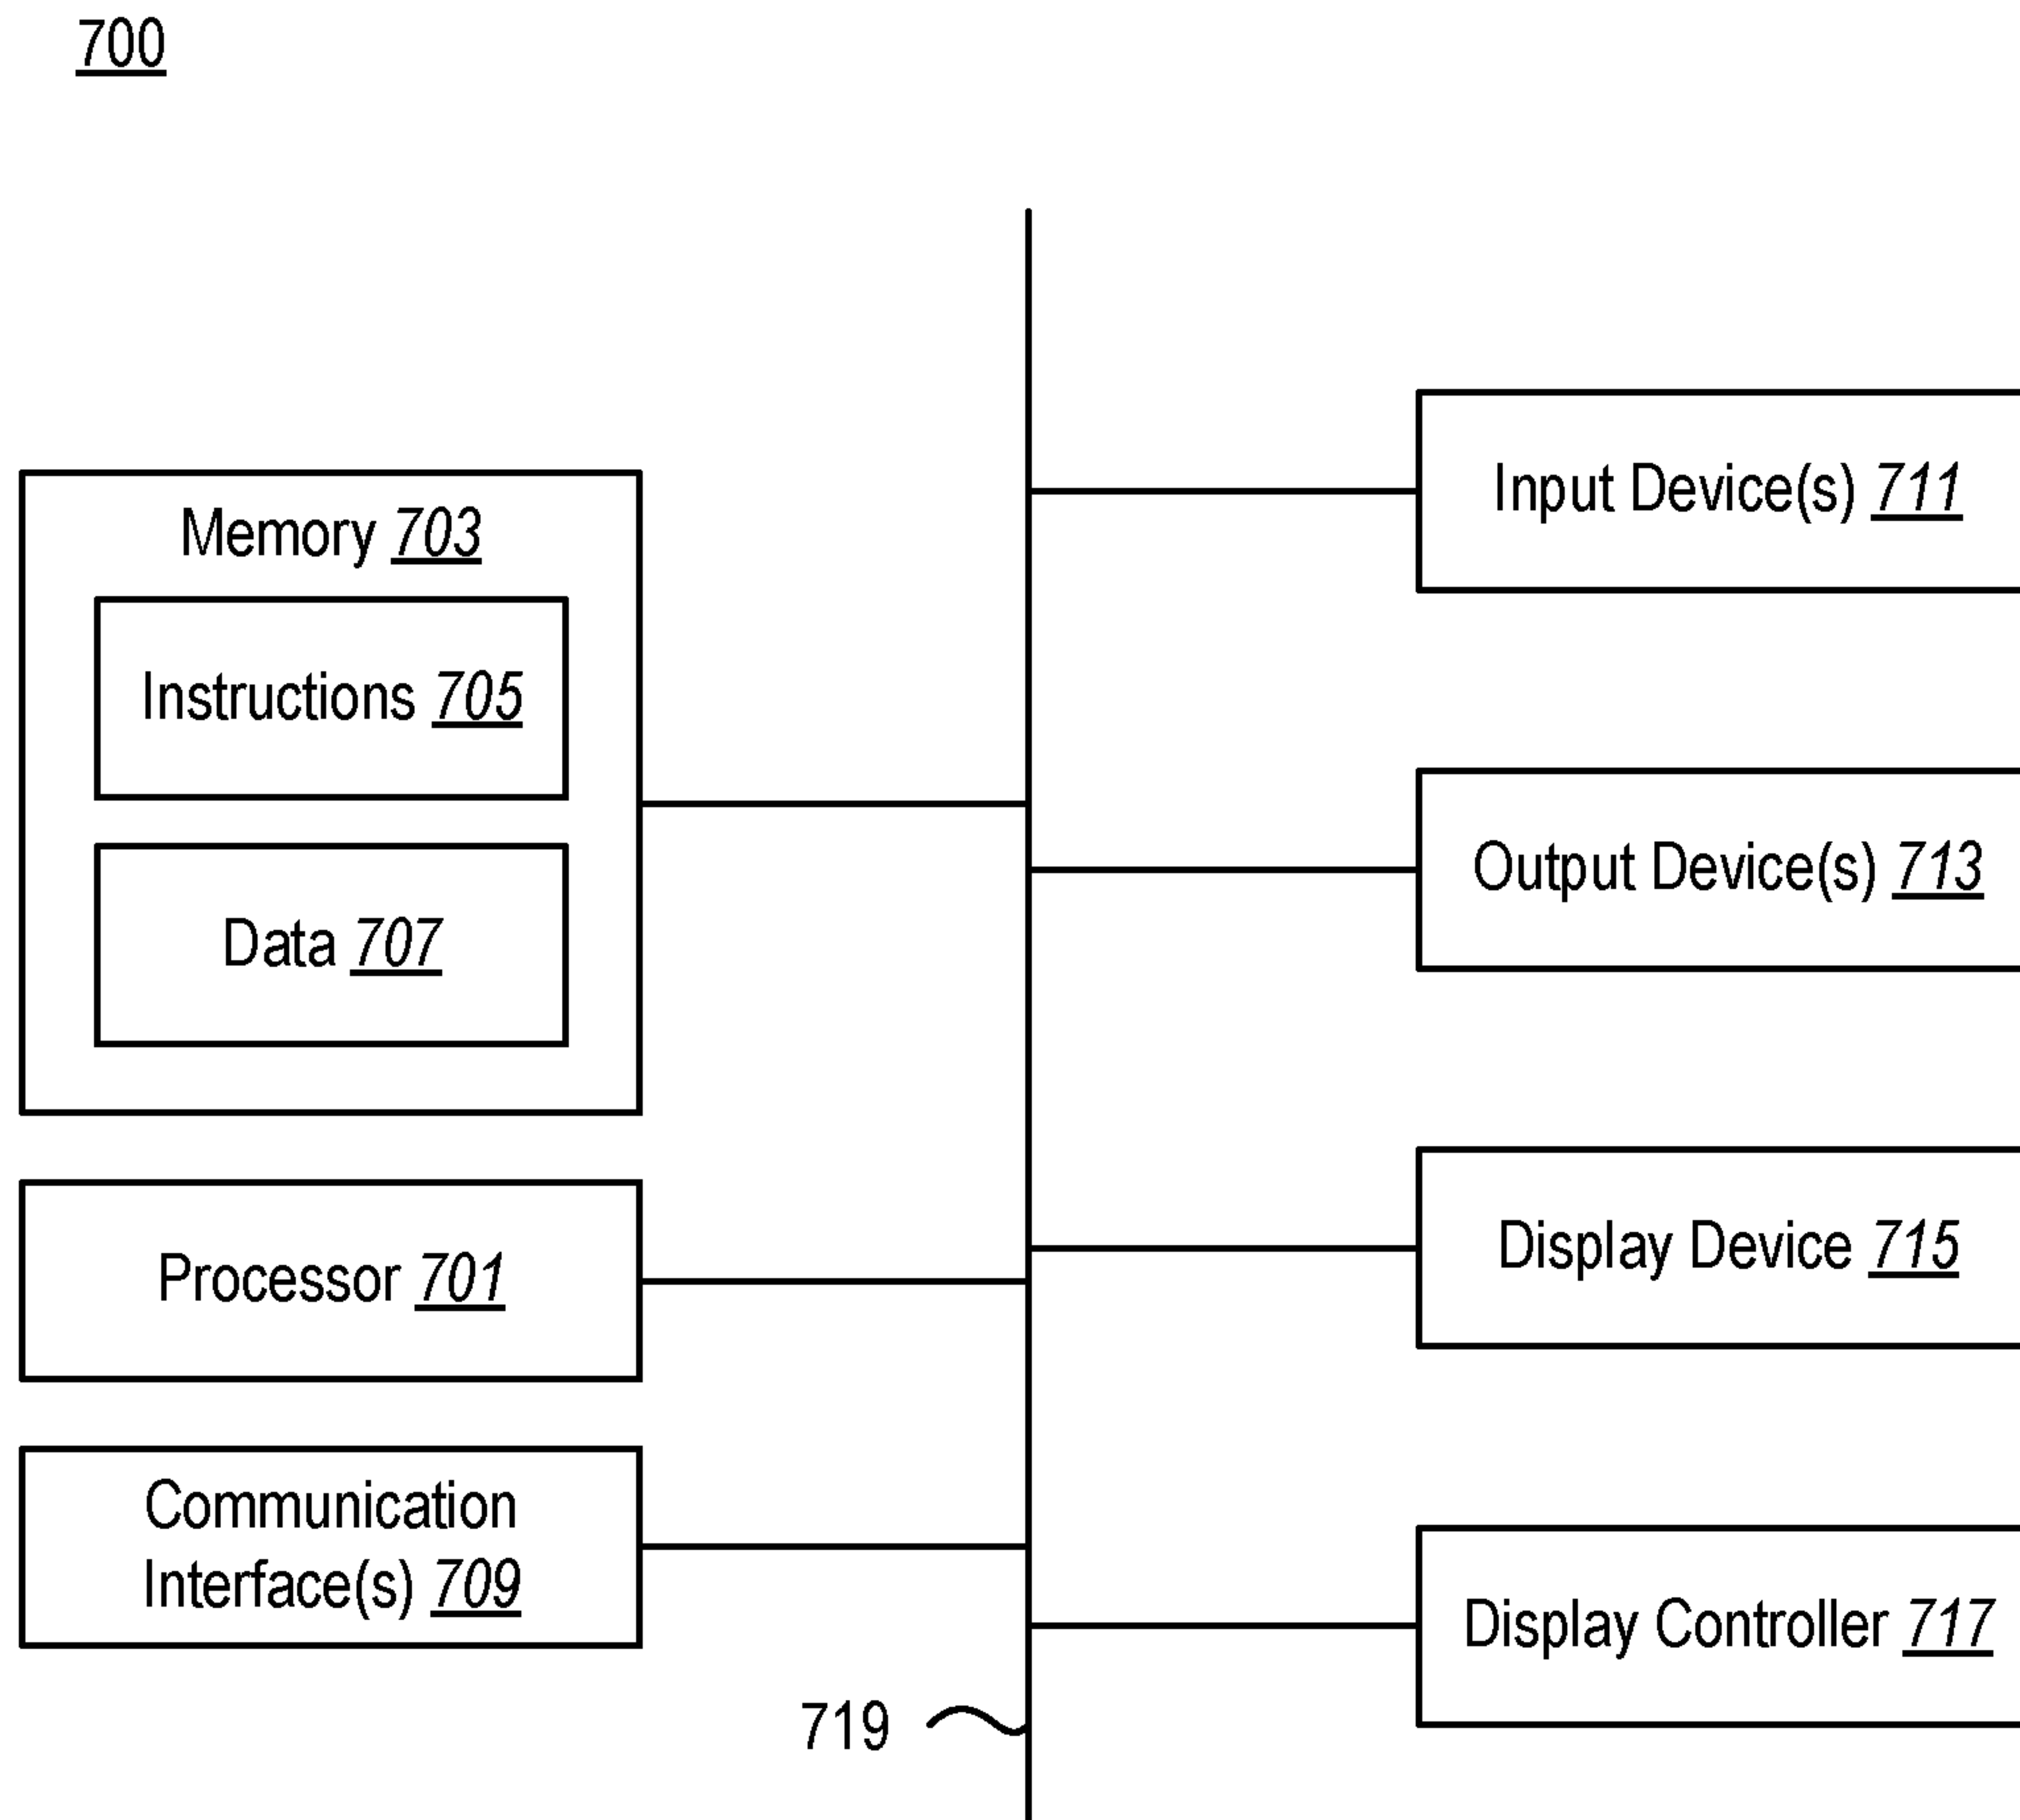 700
Memory 703
Instructions 705
Data 707
Processor 701
Communication
Interface(s) 709
Input Device(s) 711
Output Device(s) 713
Display Device 715
Display Controller 717
719